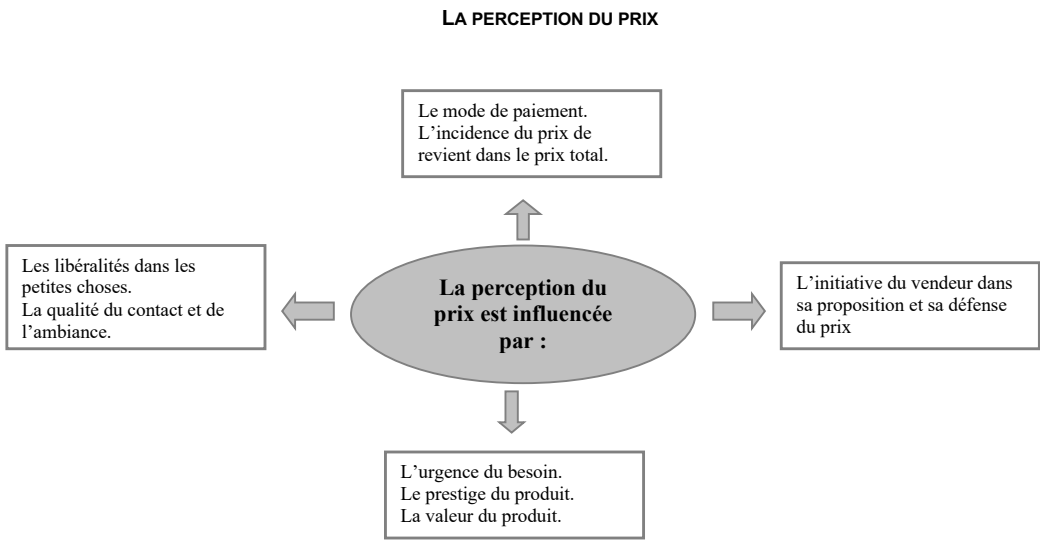 LA PERCEPTION DU PRIX
Le mode de paiement.
L’incidence du prix de
revient dans le prix total.
Les libéralités dans les
petites choses.
La qualité du contact et de
l’ambiance.
La perception du
prix est influencée
par :
L’initiative du vendeur dans
sa proposition et sa défense
du prix
L’urgence du besoin.
Le prestige du produit.
La valeur du produit.